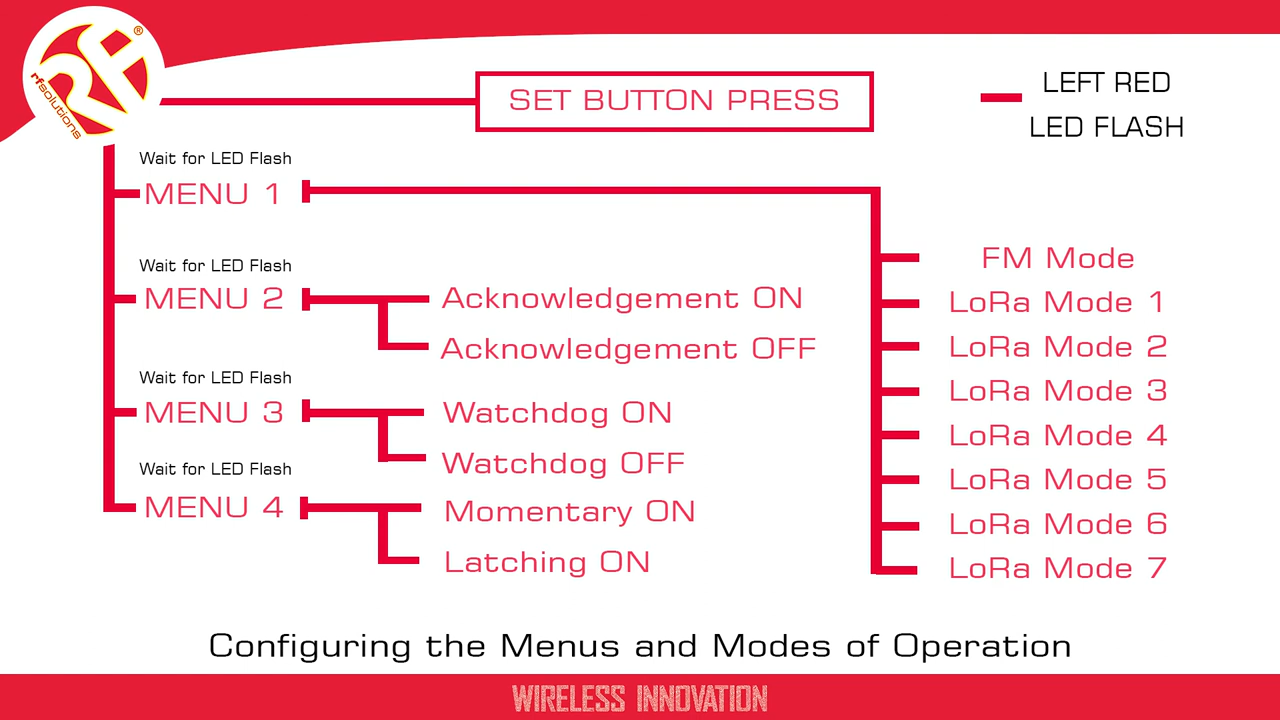 RF®
rfsolutions
SET BUTTON PRESS
LEFT RED
LED FLASH
Wait for LED Flash
MENU 1
Wait for LED Flash
MENU 2
Acknowledgement ON
Acknowledgement OFF
Wait for LED Flash
MENU 3
Watchdog ON
Watchdog OFF
Wait for LED Flash
MENU 4
Momentary ON
Latching ON
FM Mode
LoRa Mode 1
LoRa Mode 2
LoRa Mode 3
LoRa Mode 4
LoRa Mode 5
LoRa Mode 6
LoRa Mode 7
Configuring the Menus and Modes of Operation
WIRELESS INNOVATION